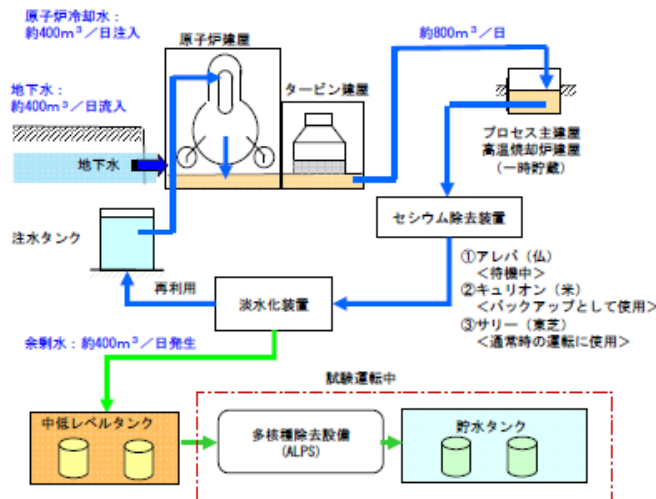 原子炉冷却水：
約400m³／日注入
原子炉建屋
約800m³／日
地下水：
約400m³／日流入
タービン建屋
地下水
プロセス主建屋
高温焼却炉建屋
（一時貯蔵）
注水タンク
セシウム除去装置
①アレバ（仏）
＜待機中＞
②キュリオン（米）
＜バックアップとして使用＞
③サリー（東芝）
＜通常時の運転に使用＞
再利用
淡水化装置
余剰水：約400m³／日発生
試験運転中
中低レベルタンク
多核種除去設備
(ALPS)
貯水タンク